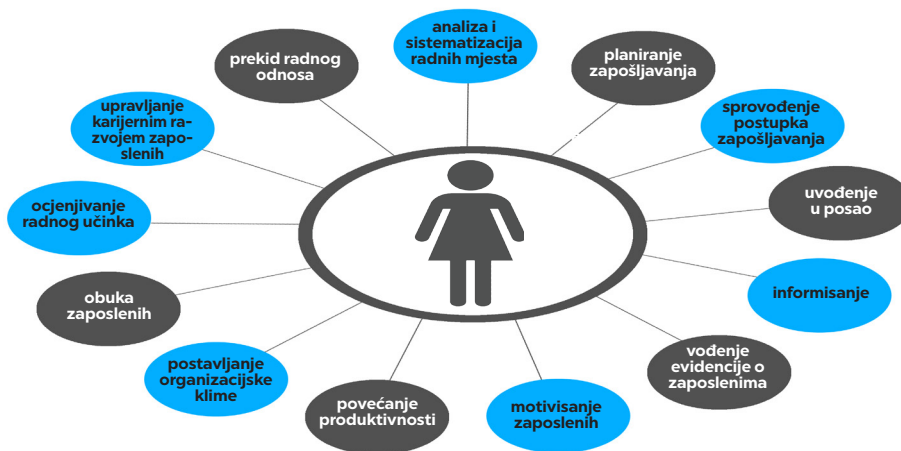 analiza i
sistematizacija
radnih mjesta
planiranje
zapošljavanja
sprovođenje
postupka
zapošljavanja
uvođenje
u posao
informisanje
vođenje
evidencije o
zaposlenima
motivisanje
zaposlenih
povećanje
produktivnosti
postavljanje
organizacijske
klime
obuka
zaposlenih
ocjenjivanje
radnog učinka
upravljanje
karijernim ra-
zvojem zapo-
slenih
prekid radnog
odnosa